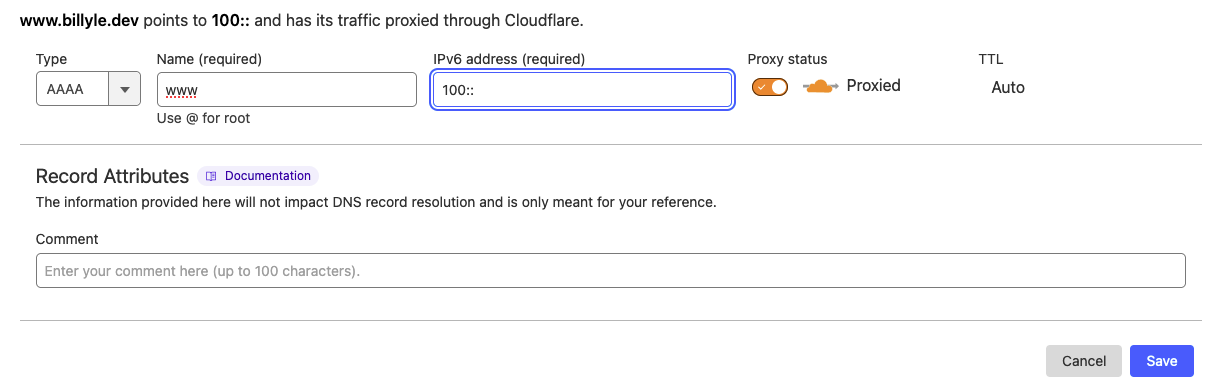 www.billyle.dev points to 100:: and has its traffic proxied through Cloudflare.
Type Name (required) IPv6 address (required) Proxy status TTL
AAAA www 100:: Proxied Auto
Use @ for root
Record Attributes Documentation
The information provided here will not impact DNS record resolution and is only meant for your reference.
Comment
Enter your comment here (up to 100 characters).
Cancel Save